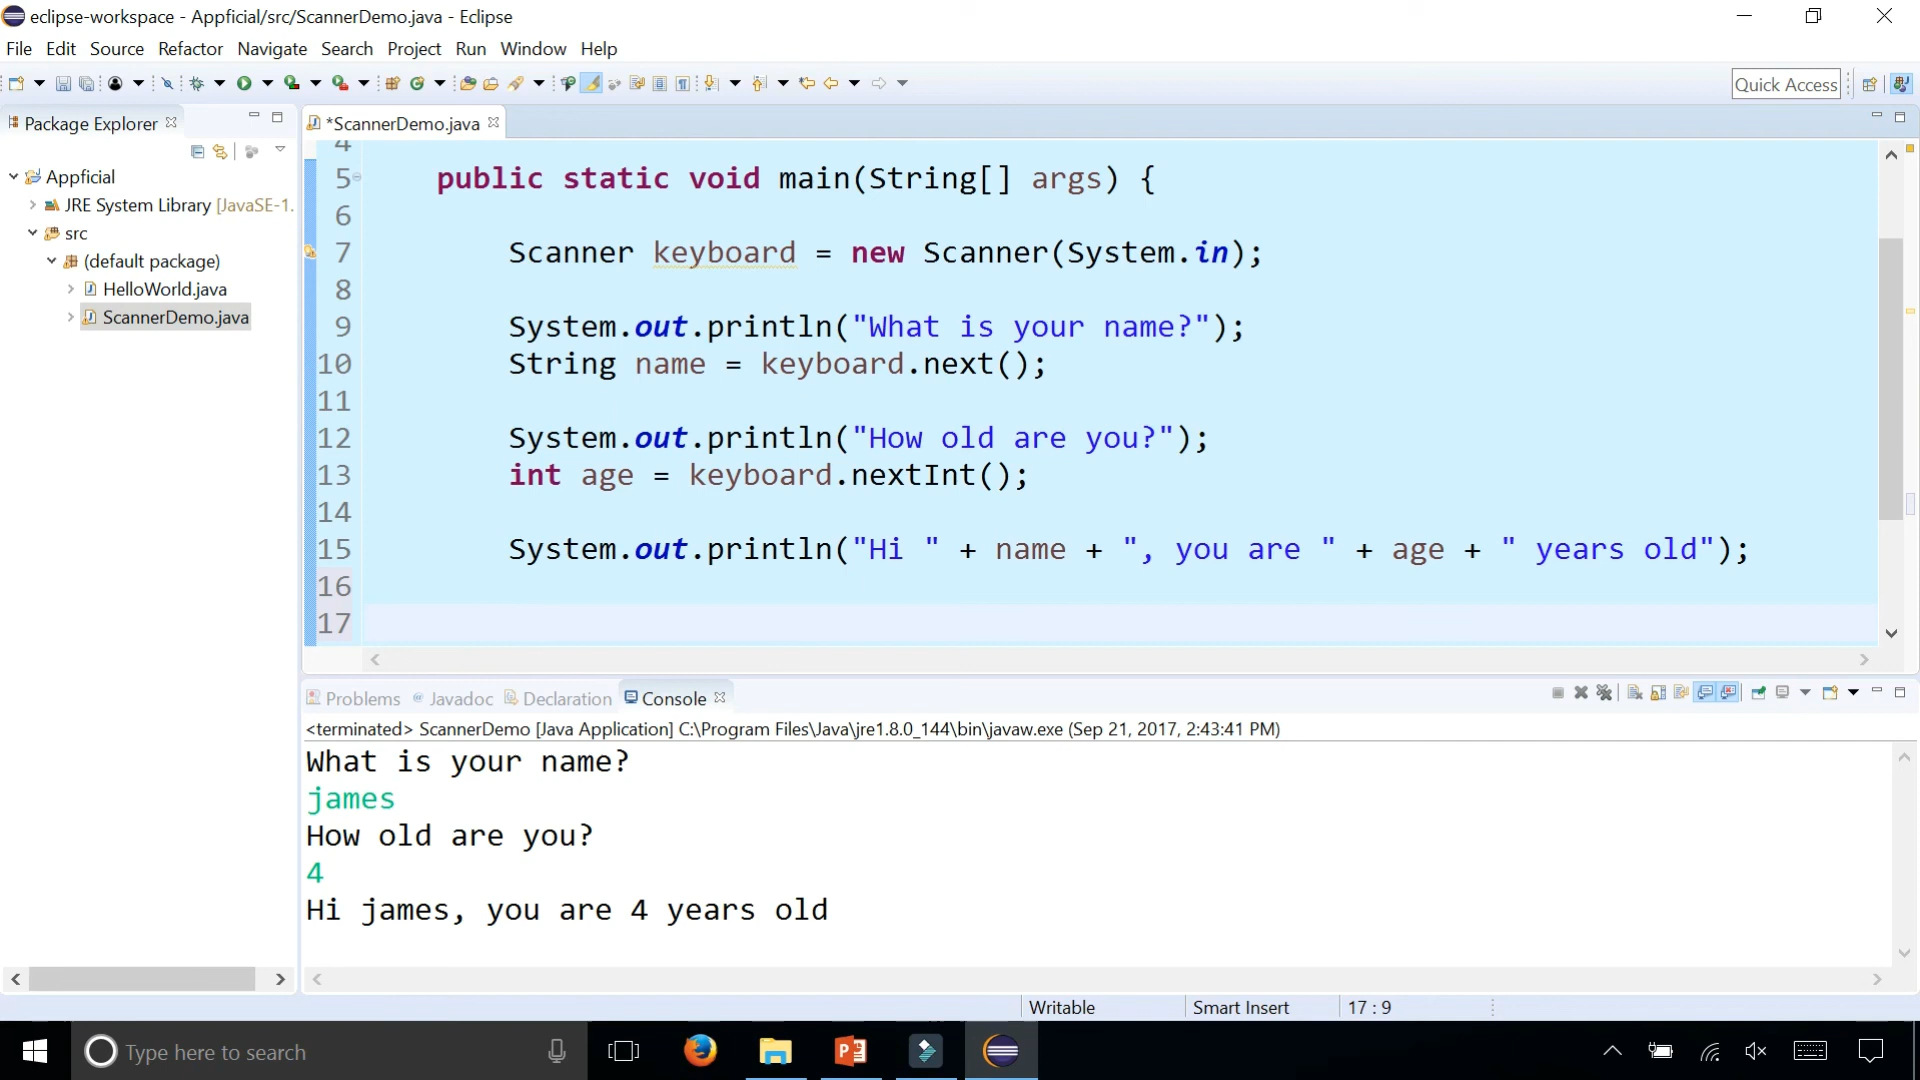 eclipse-workspace - Appficial/src/ScannerDemo.java - Eclipse
File Edit Source Refactor Navigate Search Project Run Window Help
Quick Access
Package Explorer
Appficial
JRE System Library [JavaSE-1.
src
(default package)
HelloWorld.java
ScannerDemo.java
*ScannerDemo.java
4
5 public static void main(String[] args) {
6
7 Scanner keyboard = new Scanner(System.in);
8
9 System.out.println("What is your name?");
10 String name = keyboard.next();
11
12 System.out.println("How old are you?");
13 int age = keyboard.nextInt();
14
15 System.out.println("Hi " + name + ", you are " + age + " years old");
16
17
Problems @ Javadoc Declaration Console
<terminated> ScannerDemo [Java Application] C:\Program Files\Java\jre1.8.0_144\bin\javaw.exe (Sep 21, 2017, 2:43:41 PM)
What is your name?
james
How old are you?
4
Hi james, you are 4 years old
Writable Smart Insert 17 : 9
Type here to search